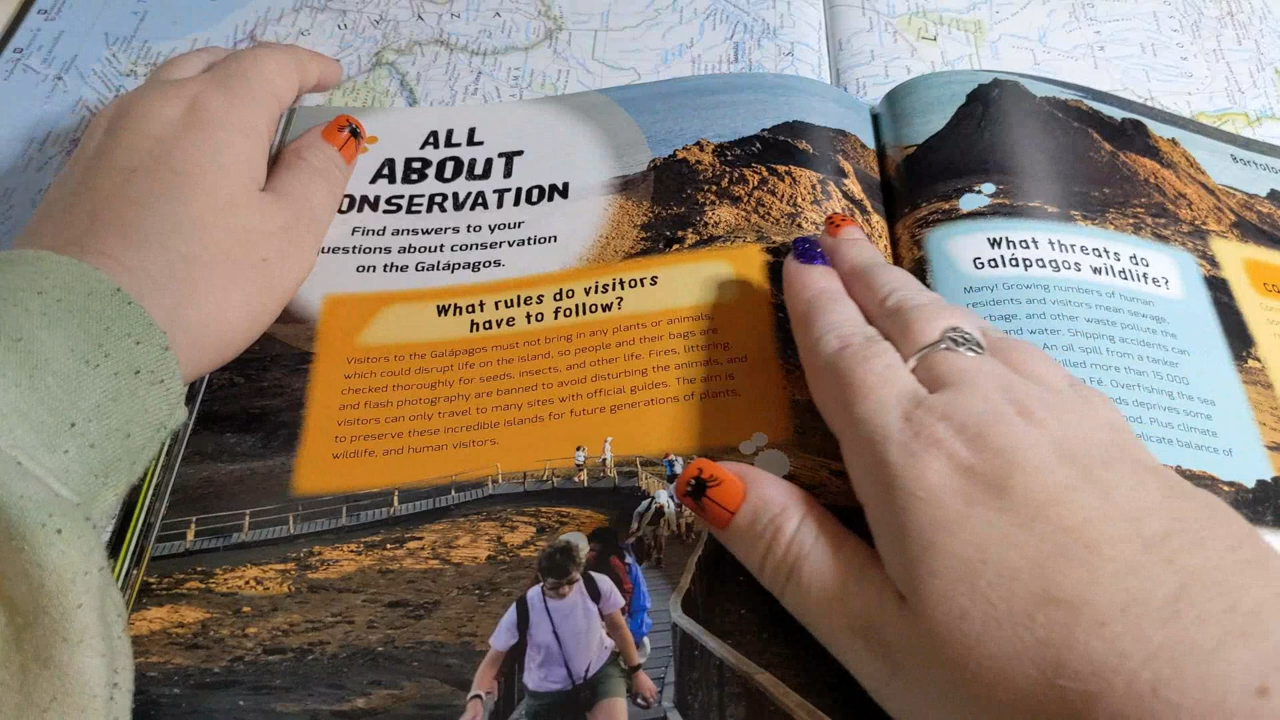 ALL
ABOUT
ONSERVATION
Find answers to your
uestions about conservation
on the Galápagos.
What rules do visitors
have to follow?
Visitors to the Galápagos must not bring in any plants or animals,
which could disrupt life on the island, so people and their bags are
checked thoroughly for seeds, insects, and other life. Fires, littering,
and flash photography are banned to avoid disturbing the animals, and
visitors can only travel to many sites with official guides. The aim is
to preserve these incredible islands for future generations of plants,
wildlife, and human visitors.
Bartolo
What threats do
Galápagos wildlife?
Many! Growing numbers of human
residents and visitors mean sewage,
rbage, and other waste pollute the
and water. Shipping accidents can
An oil spill from a tanker
illed more than 15,000
Fé. Overfishing the sea
nds deprives some
ood. Plus climate
elicate balance of